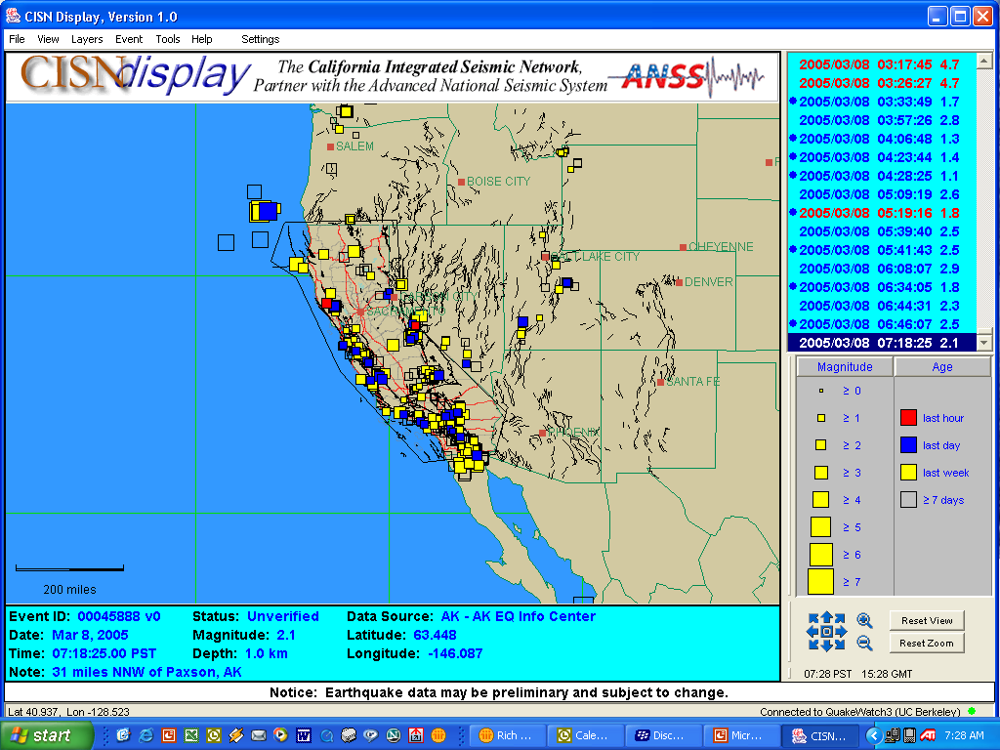 CISN Display, Version 1.0
File View Layers Event Tools Help Settings
CISN display
The California Integrated Seismic Network,
Partner with the Advanced National Seismic System
ANSS
2005/03/08 03:17:45 4.7
2005/03/08 03:26:27 4.7
2005/03/08 03:33:49 1.7
2005/03/08 03:57:26 2.8
2005/03/08 04:06:48 1.3
2005/03/08 04:23:44 1.4
2005/03/08 04:28:25 1.1
2005/03/08 05:09:19 2.6
2005/03/08 05:19:16 1.8
2005/03/08 05:39:40 2.5
2005/03/08 05:41:43 2.5
2005/03/08 06:08:07 2.9
2005/03/08 06:34:05 1.8
2005/03/08 06:44:31 2.3
2005/03/08 06:46:07 2.5
2005/03/08 07:18:25 2.1
SALEM
BOISE CITY
CHEYENNE
SALT LAKE CITY
DENVER
CARSON CITY
SACRAMENTO
SANTA FE
PHOENIX
200 miles
Magnitude Age
≥ 0
≥ 1 last hour
≥ 2 last day
≥ 3 last week
≥ 4 ≥ 7 days
≥ 5
≥ 6
≥ 7
Event ID: 00045888 v0 Status: Unverified Data Source: AK - AK EQ Info Center
Date: Mar 8, 2005 Magnitude: 2.1 Latitude: 63.448
Time: 07:18:25.00 PST Depth: 1.0 km Longitude: -146.087
Note: 31 miles NNW of Paxson, AK
Reset View
Reset Zoom
07:28 PST 15:28 GMT
Notice: Earthquake data may be preliminary and subject to change.
Lat 40.937, Lon -128.523 Connected to QuakeWatch3 (UC Berkeley)
start Rich ... Cale... Disc... Micr... CISN... 7:28 AM